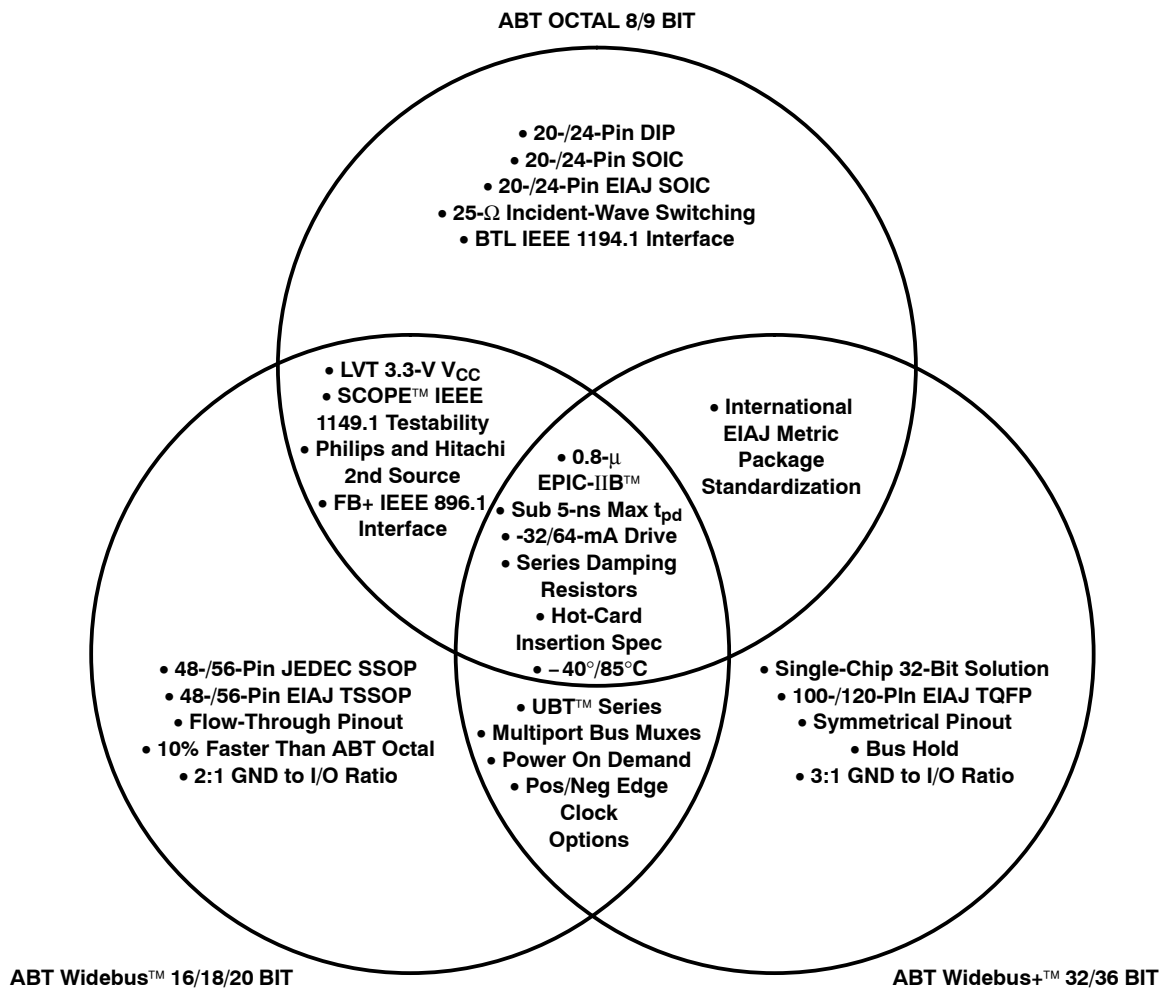 ABT OCTAL 8/9 BIT
• 20-/24-Pin DIP
• 20-/24-Pin SOIC
• 20-/24-Pin EIAJ SOIC
• 25-Ω Incident-Wave Switching
• BTL IEEE 1194.1 Interface
• LVT 3.3-V VCC
• SCOPE™ IEEE
1149.1 Testability
• Philips and Hitachi
2nd Source
• FB+ IEEE 896.1
Interface
• International
EIAJ Metric
Package
Standardization
• 0.8-μ
EPIC-IIB™
• Sub 5-ns Max tpd
• -32/64-mA Drive
• Series Damping
Resistors
• Hot-Card
Insertion Spec
• –40°/85°C
• 48-/56-Pin JEDEC SSOP
• 48-/56-Pin EIAJ TSSOP
• Flow-Through Pinout
• 10% Faster Than ABT Octal
• 2:1 GND to I/O Ratio
• UBT™ Series
• Multiport Bus Muxes
• Power On Demand
• Pos/Neg Edge
Clock
Options
• Single-Chip 32-Bit Solution
• 100-/120-PIn EIAJ TQFP
• Symmetrical Pinout
• Bus Hold
• 3:1 GND to I/O Ratio
ABT Widebus™ 16/18/20 BIT
ABT Widebus+™ 32/36 BIT